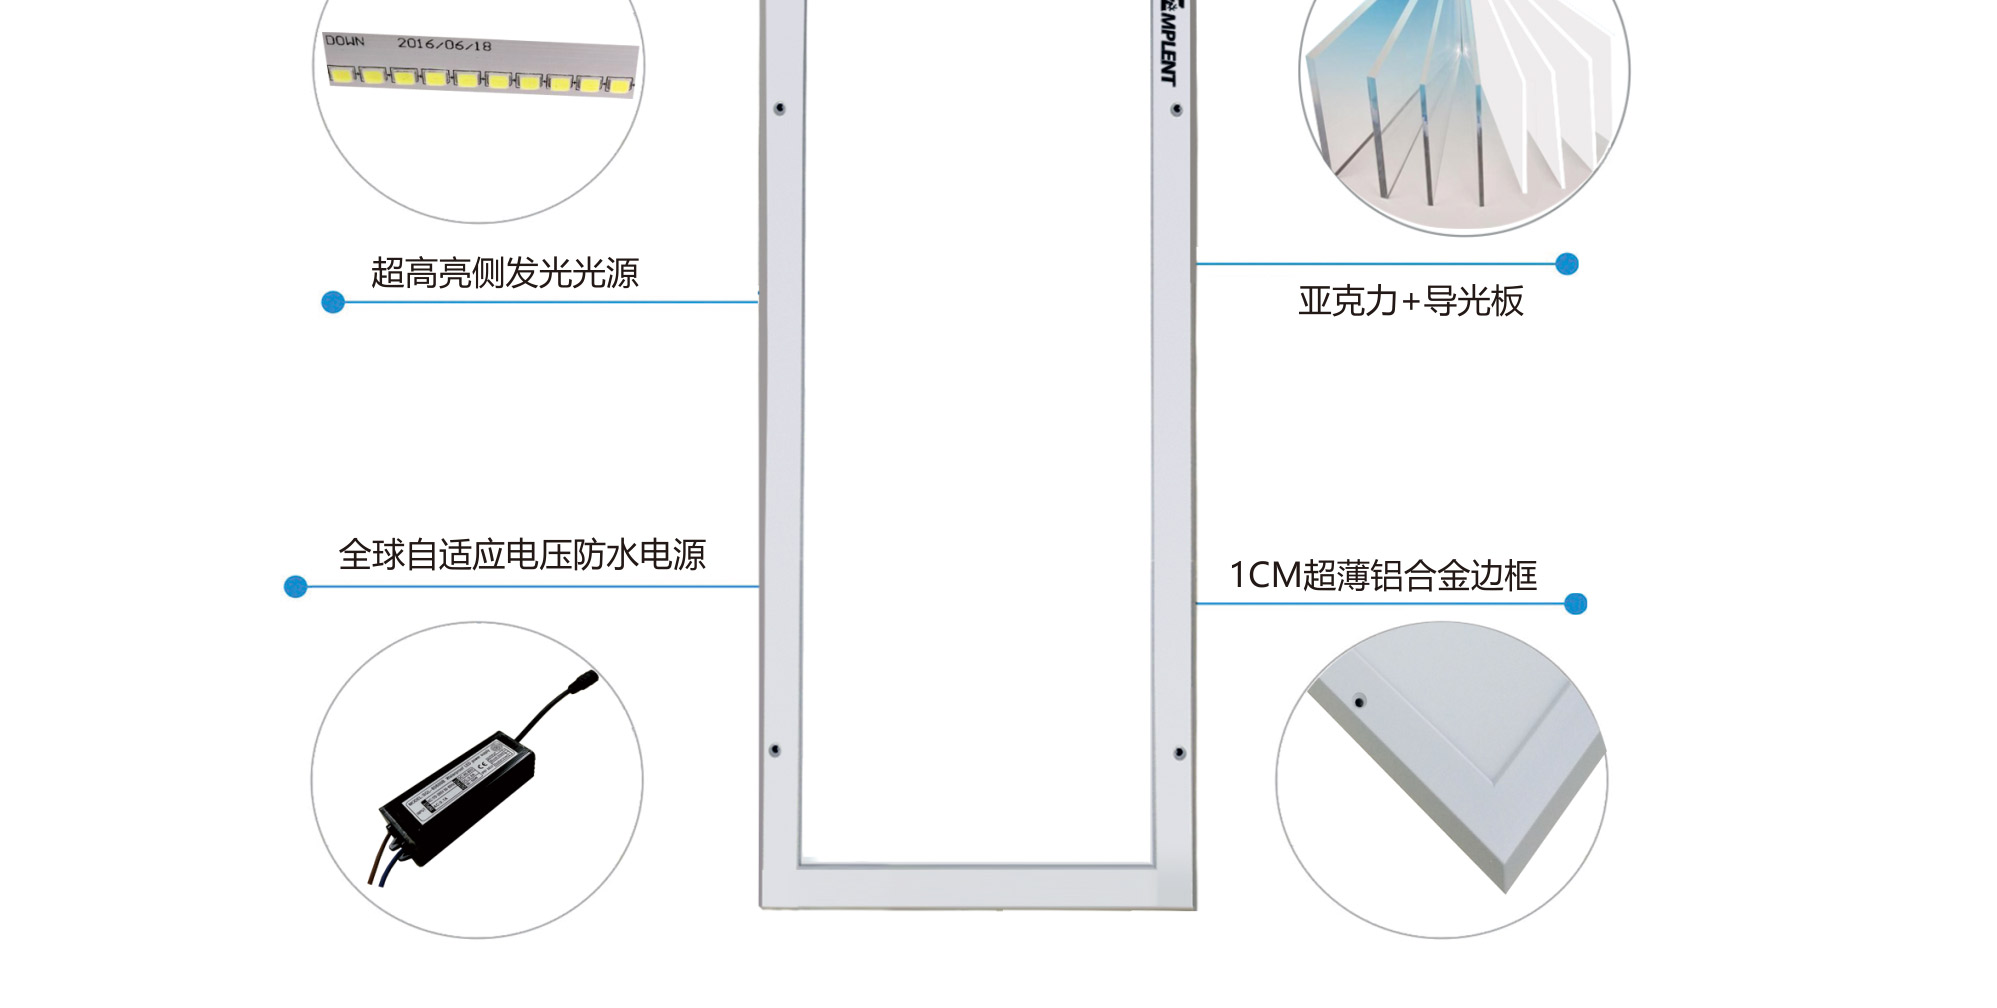 DOWN 2016/06/18
EMPLENT
超高亮侧发光光源
亚克力+导光板
全球自适应电压防水电源
1CM超薄铝合金边框